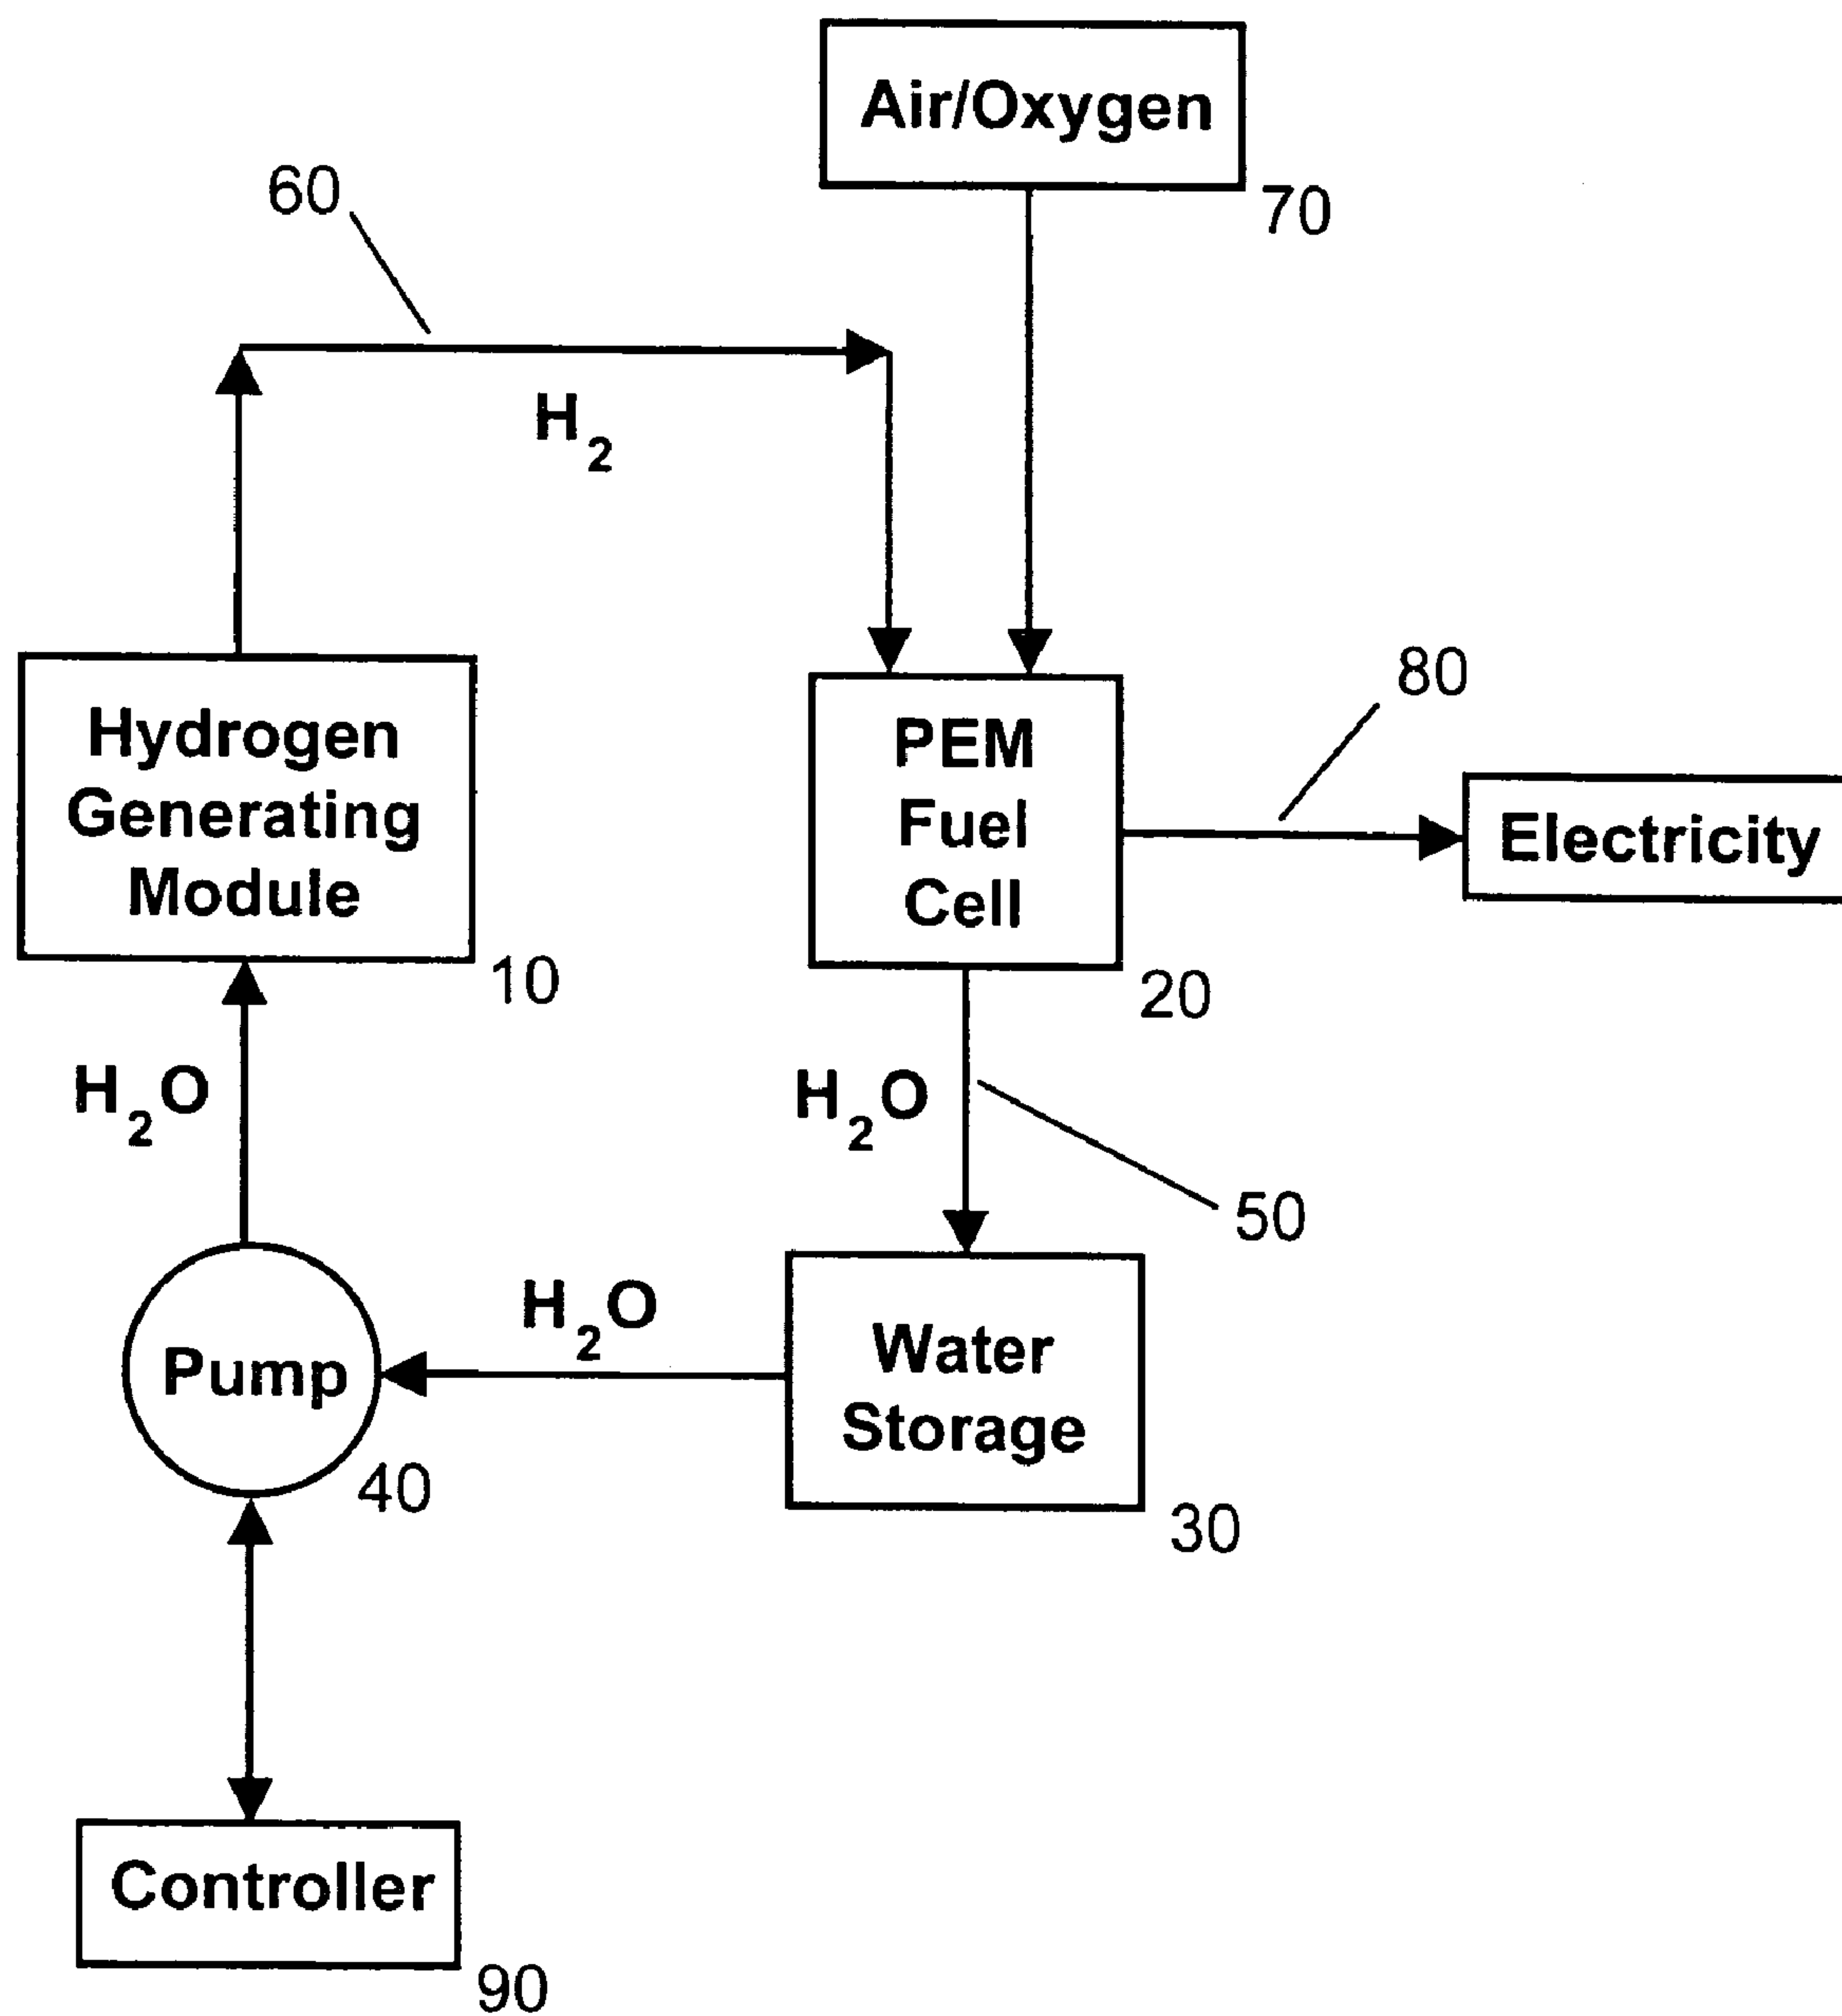 Air/Oxygen
70
60
H2
Hydrogen
Generating
Module
10
PEM
Fuel
Cell
20
80
Electricity
H2O
H2O
50
H2O
Pump
40
Water
Storage
30
Controller
90